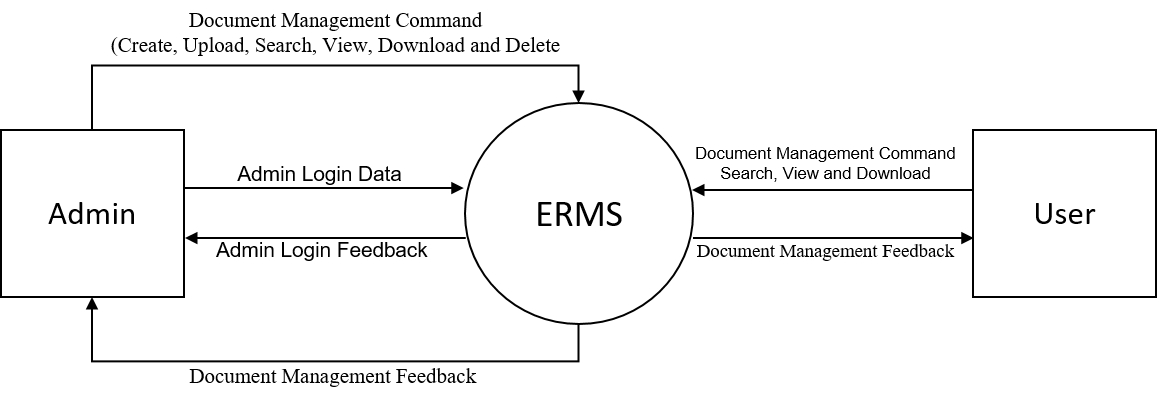 Document Management Command
(Create, Upload, Search, View, Download and Delete
Admin Login Data
Document Management Command
Search, View and Download
Admin
ERMS
User
Admin Login Feedback
Document Management Feedback
Document Management Feedback